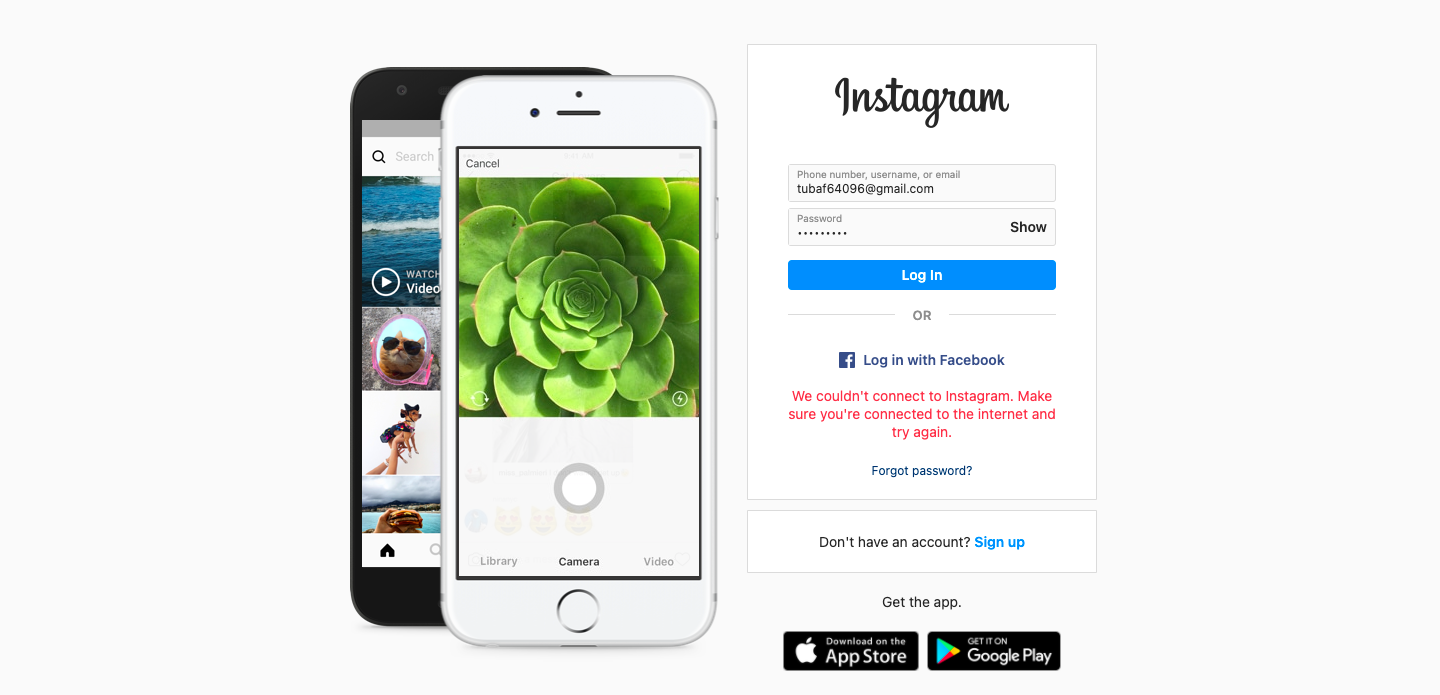 Search
WATCH
Video
Cancel
Library
Camera
Video
Instagram
Phone number, username, or email
tubaf64096@gmail.com
Password
•••••••••
Show
Log In
OR
Log in with Facebook
We couldn't connect to Instagram. Make
sure you're connected to the internet and
try again.
Forgot password?
Don't have an account? Sign up
Get the app.
Download on the
App Store
GET IT ON
Google Play